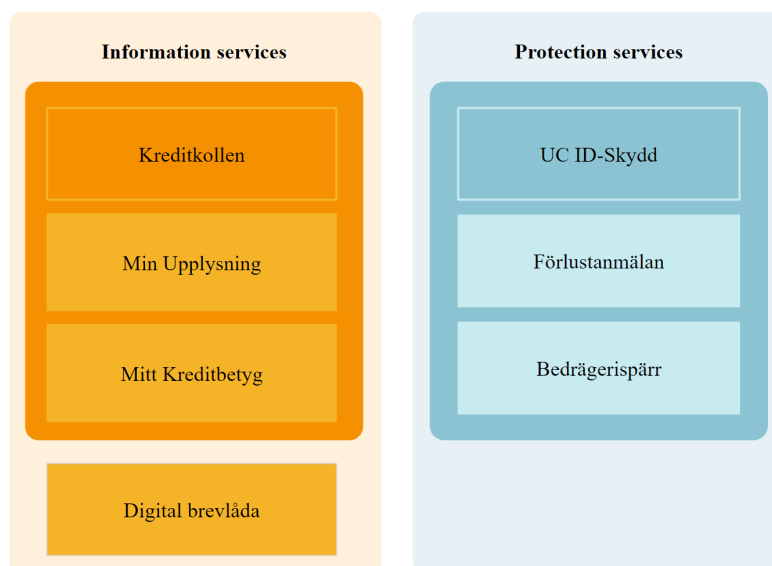 Information services
Kreditkollen
Min Upplysning
Mitt Kreditbetyg
Digital brevlåda
Protection services
UC ID-Skydd
Förlustanmälan
Bedrägerispärr